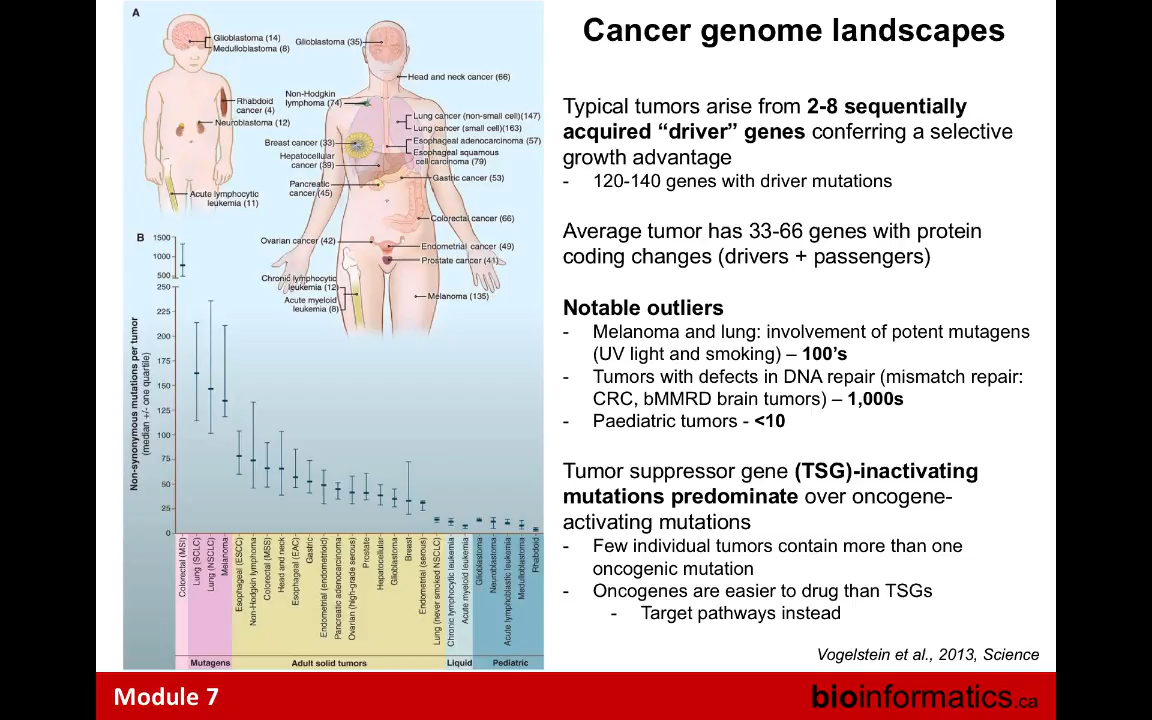 A
Glioblastoma (14)
Medulloblastoma (8)
Rhabdoid
cancer (4)
Neuroblastoma (12)
Acute lymphocytic
leukemia (11)
Glioblastoma (35)
Head and neck cancer (66)
Non-Hodgkin
lymphoma (74)
Lung cancer (non-small cell)(147)
Lung cancer (small cell)(163)
Breast cancer (33)
Esophageal adenocarcinoma (57)
Esophageal squamous
cell carcinoma (79)
Hepatocellular
cancer (39)
Gastric cancer (53)
Pancreatic
cancer (45)
Colorectal cancer (66)
Ovarian cancer (42)
Endometrial cancer (49)
Prostate cancer (41)
Chronic lymphocytic
leukemia (12)
Acute myeloid
leukemia (8)
Melanoma (135)
B
Non-synonymous mutations per tumor
(median +/- one quartile)
1500
1000
500
250
225
200
175
150
125
100
75
50
25
0
Colorectal (MSI)
Lung (SCLC)
Lung (NSCLC)
Melanoma
Esophageal (ESCC)
Non-Hodgkin lymphoma
Colorectal (MSS)
Head and neck
Esophageal (EAC)
Gastric
Endometrial (endometrioid)
Pancreatic adenocarcinoma
Ovarian (high-grade serous)
Prostate
Hepatocellular
Glioblastoma
Breast
Endometrial (serous)
Lung (never smoked NSCLC)
Chronic lymphocytic leukemia
Acute myeloid leukemia
Glioblastoma
Neuroblastoma
Acute lymphoblastic leukemia
Medulloblastoma
Rhabdoid
Mutagens
Adult solid tumors
Liquid
Pediatric
Cancer genome landscapes
Typical tumors arise from 2-8 sequentially
acquired “driver” genes conferring a selective
growth advantage
- 120-140 genes with driver mutations
Average tumor has 33-66 genes with protein
coding changes (drivers + passengers)
Notable outliers
- Melanoma and lung: involvement of potent mutagens
(UV light and smoking) – 100’s
- Tumors with defects in DNA repair (mismatch repair:
CRC, bMMRD brain tumors) – 1,000s
- Paediatric tumors - <10
Tumor suppressor gene (TSG)-inactivating
mutations predominate over oncogene-
activating mutations
- Few individual tumors contain more than one
oncogenic mutation
- Oncogenes are easier to drug than TSGs
- Target pathways instead
Vogelstein et al., 2013, Science
Module 7
bioinformatics.ca